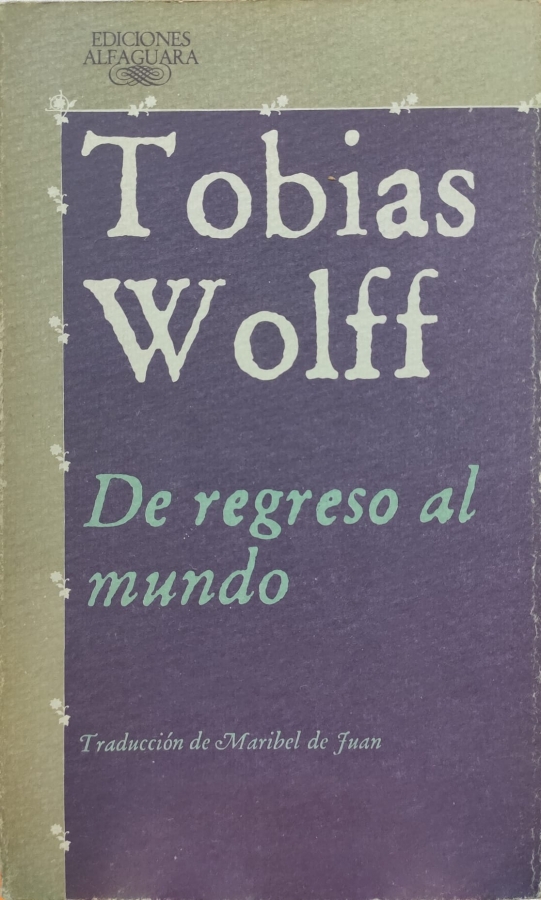 EDICIONES
ALFAGUARA
Tobias
Wolff
De regreso al
mundo
Traducción de Maribel de Juan